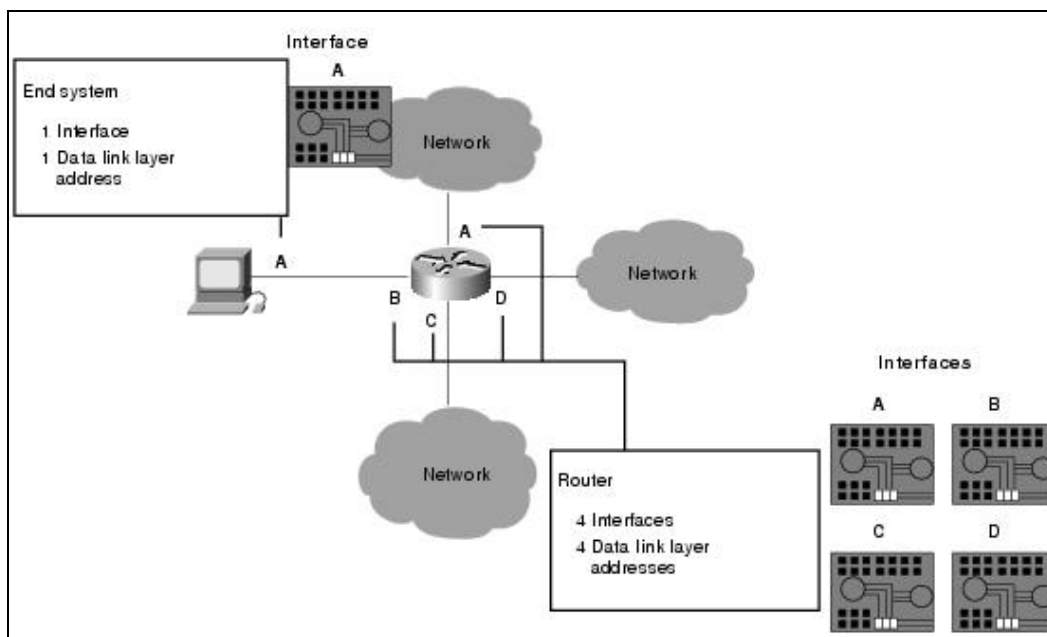 Interface
A
End system
1 Interface
1 Data link layer
address
Network
A
A
Network
B
D
C
Interfaces
A
B
Network
Router
4 Interfaces
4 Data link layer
addresses
C
D